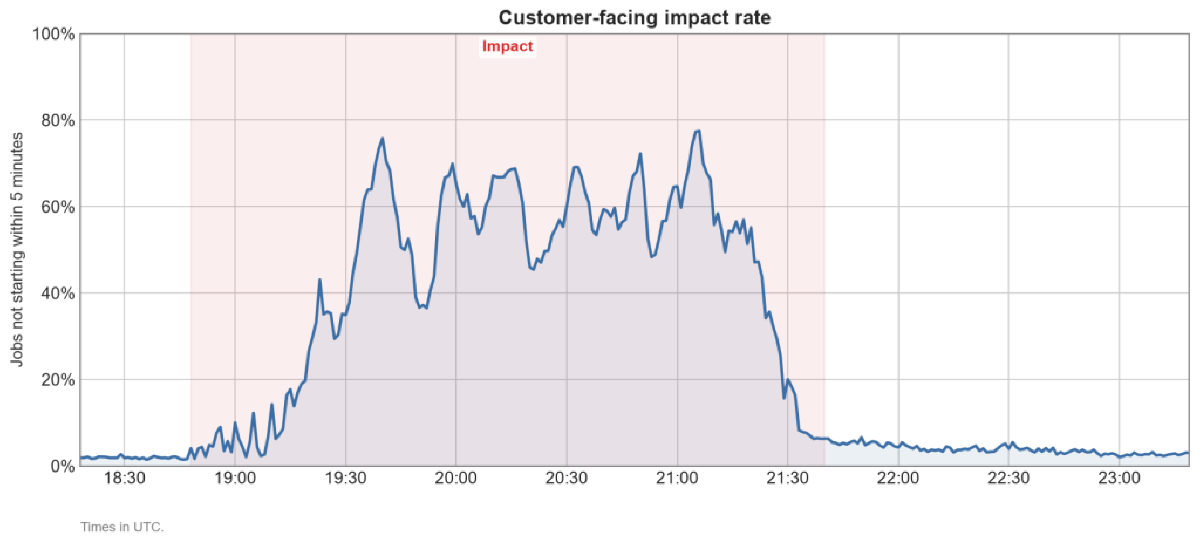 Customer-facing impact rate
100%
Impact
80%
60%
40%
20%
0%
Jobs not starting within 5 minutes
18:30 19:00 19:30 20:00 20:30 21:00 21:30 22:00 22:30 23:00
Times in UTC.